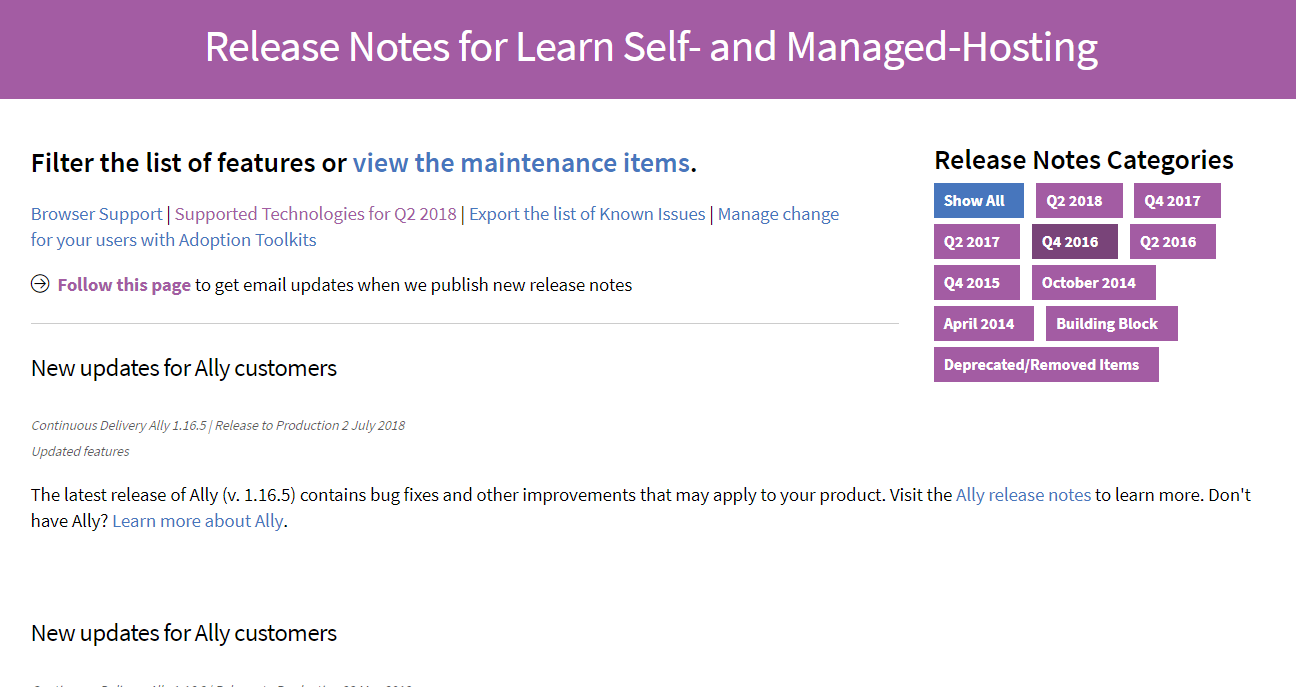 Release Notes for Learn Self- and Managed-Hosting
Filter the list of features or view the maintenance items.
Browser Support | Supported Technologies for Q2 2018 | Export the list of Known Issues | Manage change
for your users with Adoption Toolkits
Follow this page to get email updates when we publish new release notes
Release Notes Categories
Show All Q2 2018 Q4 2017
Q2 2017 Q4 2016 Q2 2016
Q4 2015 October 2014
April 2014 Building Block
Deprecated/Removed Items
New updates for Ally customers
Continuous Delivery Ally 1.16.5 | Release to Production 2 July 2018
Updated features
The latest release of Ally (v. 1.16.5) contains bug fixes and other improvements that may apply to your product. Visit the Ally release notes to learn more. Don't
have Ally? Learn more about Ally.
New updates for Ally customers